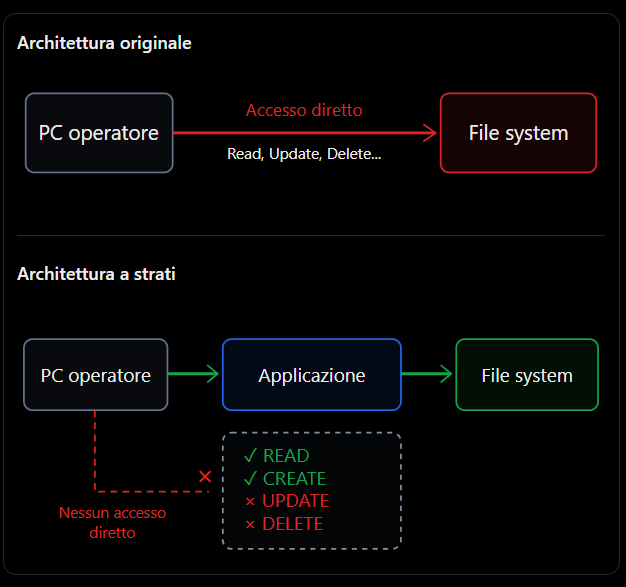 Architettura originale
Accesso diretto
PC operatore
File system
Read, Update, Delete...
Architettura a strati
PC operatore
Applicazione
File system
✓ READ
✓ CREATE
× UPDATE
× DELETE
Nessun accesso
diretto